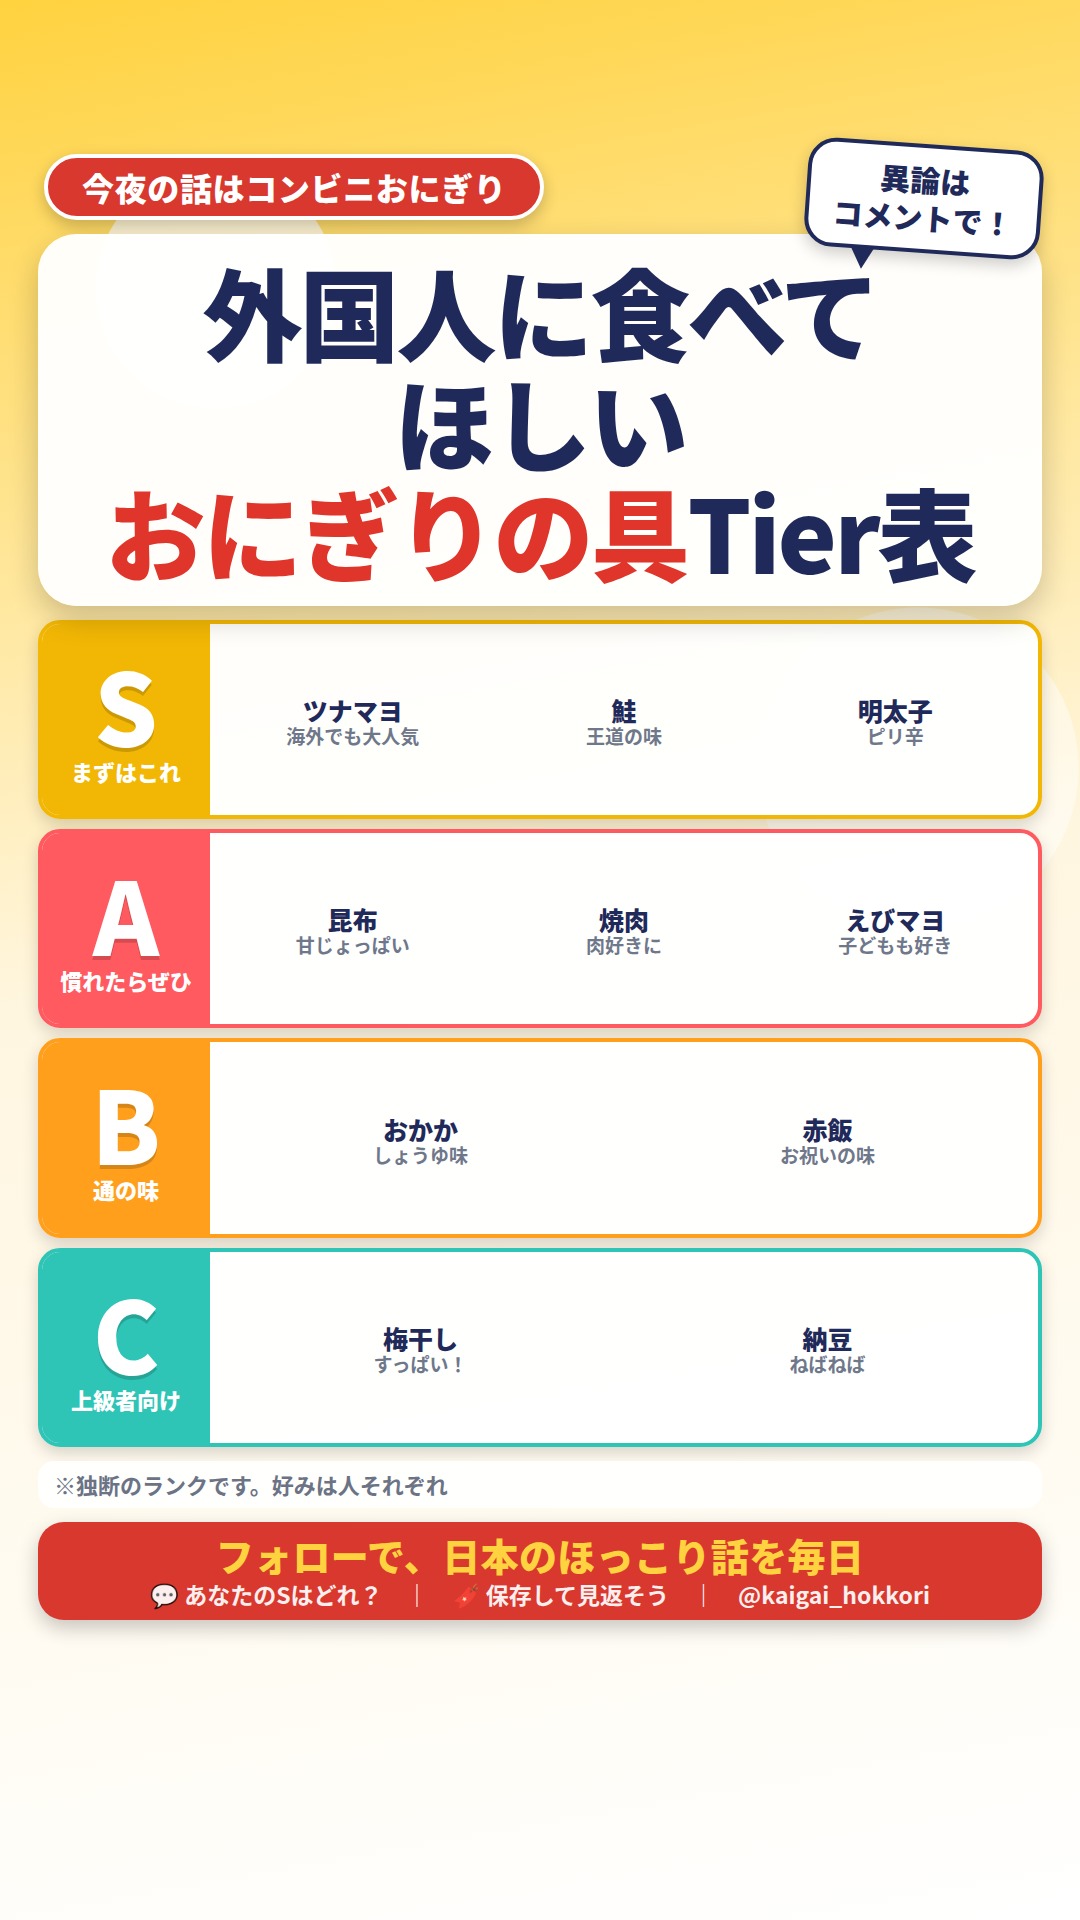 今夜の話はコンビニおにぎり
異論は
コメントで！
外国人に食べて
ほしい
おにぎりの具Tier表
S
まずはこれ
ツナマヨ
海外でも大人気
鮭
王道の味
明太子
ピリ辛
A
慣れたらぜひ
昆布
甘じょっぱい
焼肉
肉好きに
えびマヨ
子どもも好き
B
通の味
おかか
しょうゆ味
赤飯
お祝いの味
C
上級者向け
梅干し
すっぱい！
納豆
ねばねば
※独断のランクです。好みは人それぞれ
フォローで、日本のほっこり話を毎日
💬 あなたのSはどれ？ ｜ 🔖 保存して見返そう ｜ @kaigai_hokkori